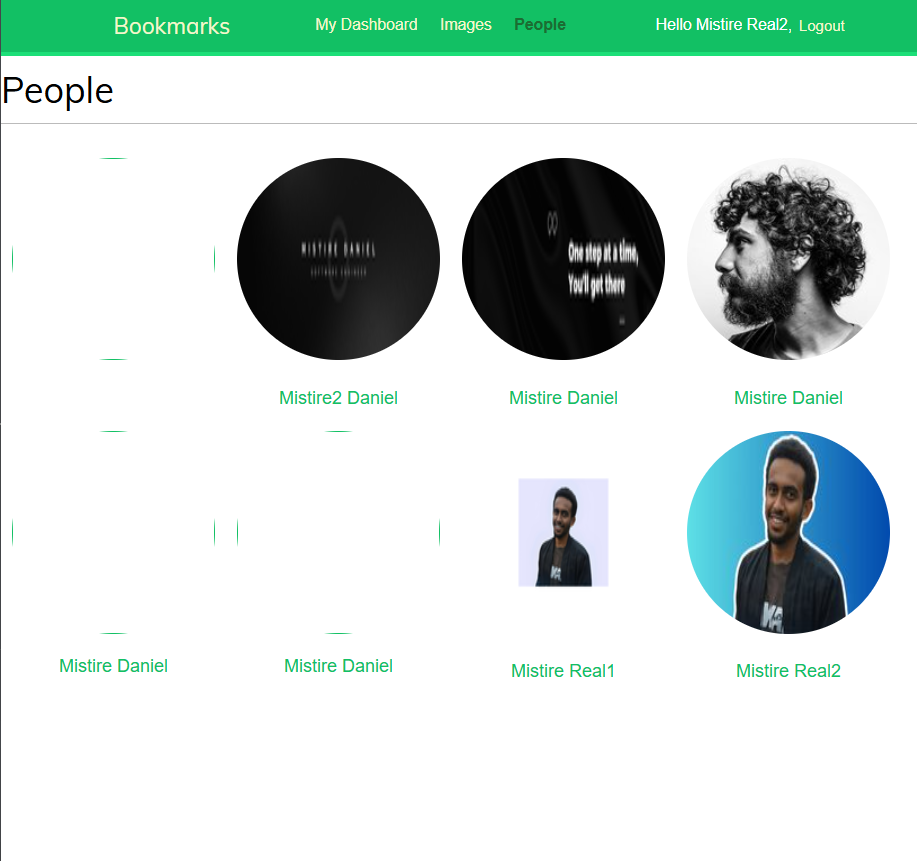 Bookmarks My Dashboard Images People Hello Mistire Real2, Logout
People
MISTIRE DANIEL
SOFTWARE ENGINEER
One step at a time,
You'll get there
Mistire2 Daniel Mistire Daniel Mistire Daniel
Mistire Daniel Mistire Daniel Mistire Real1 Mistire Real2